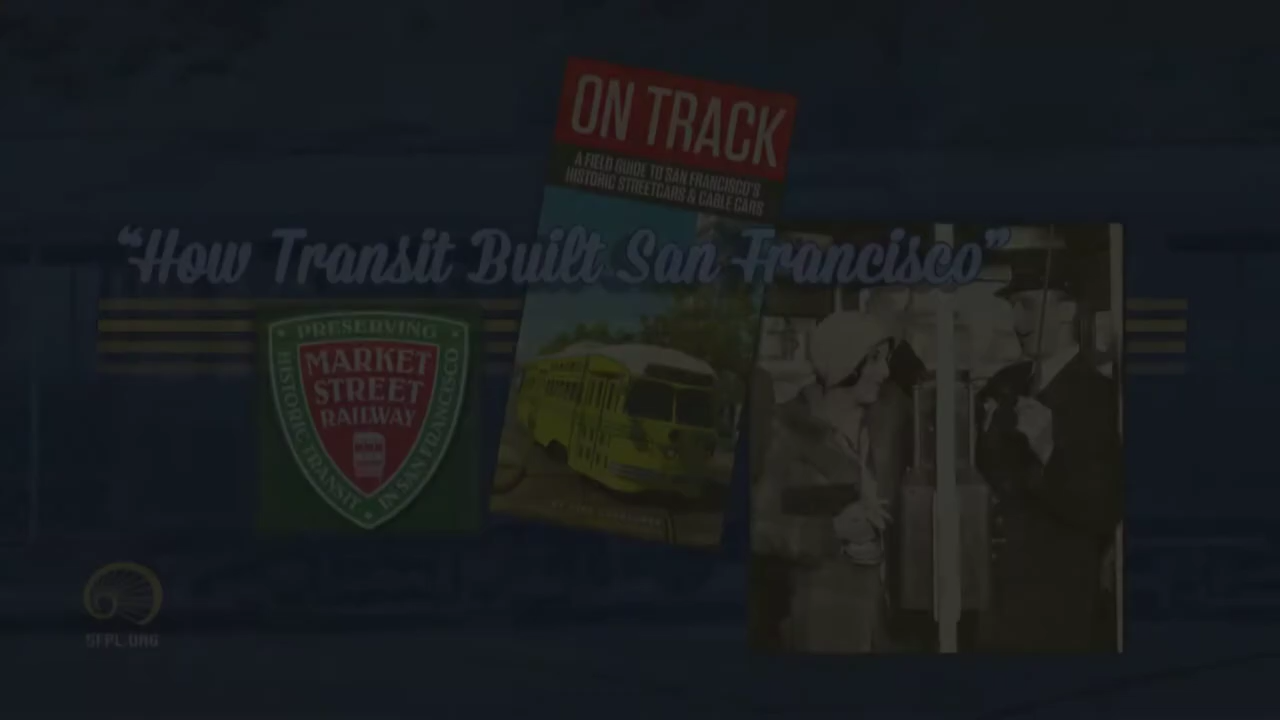 ON TRACK
A FIELD GUIDE TO SAN FRANCISCO'S
HISTORIC STREETCARS & CABLE CARS
“How Transit Built San Francisco”
PRESERVING
HISTORIC TRANSIT
IN SAN FRANCISCO
MARKET
STREET
RAILWAY
SFPL.ORG